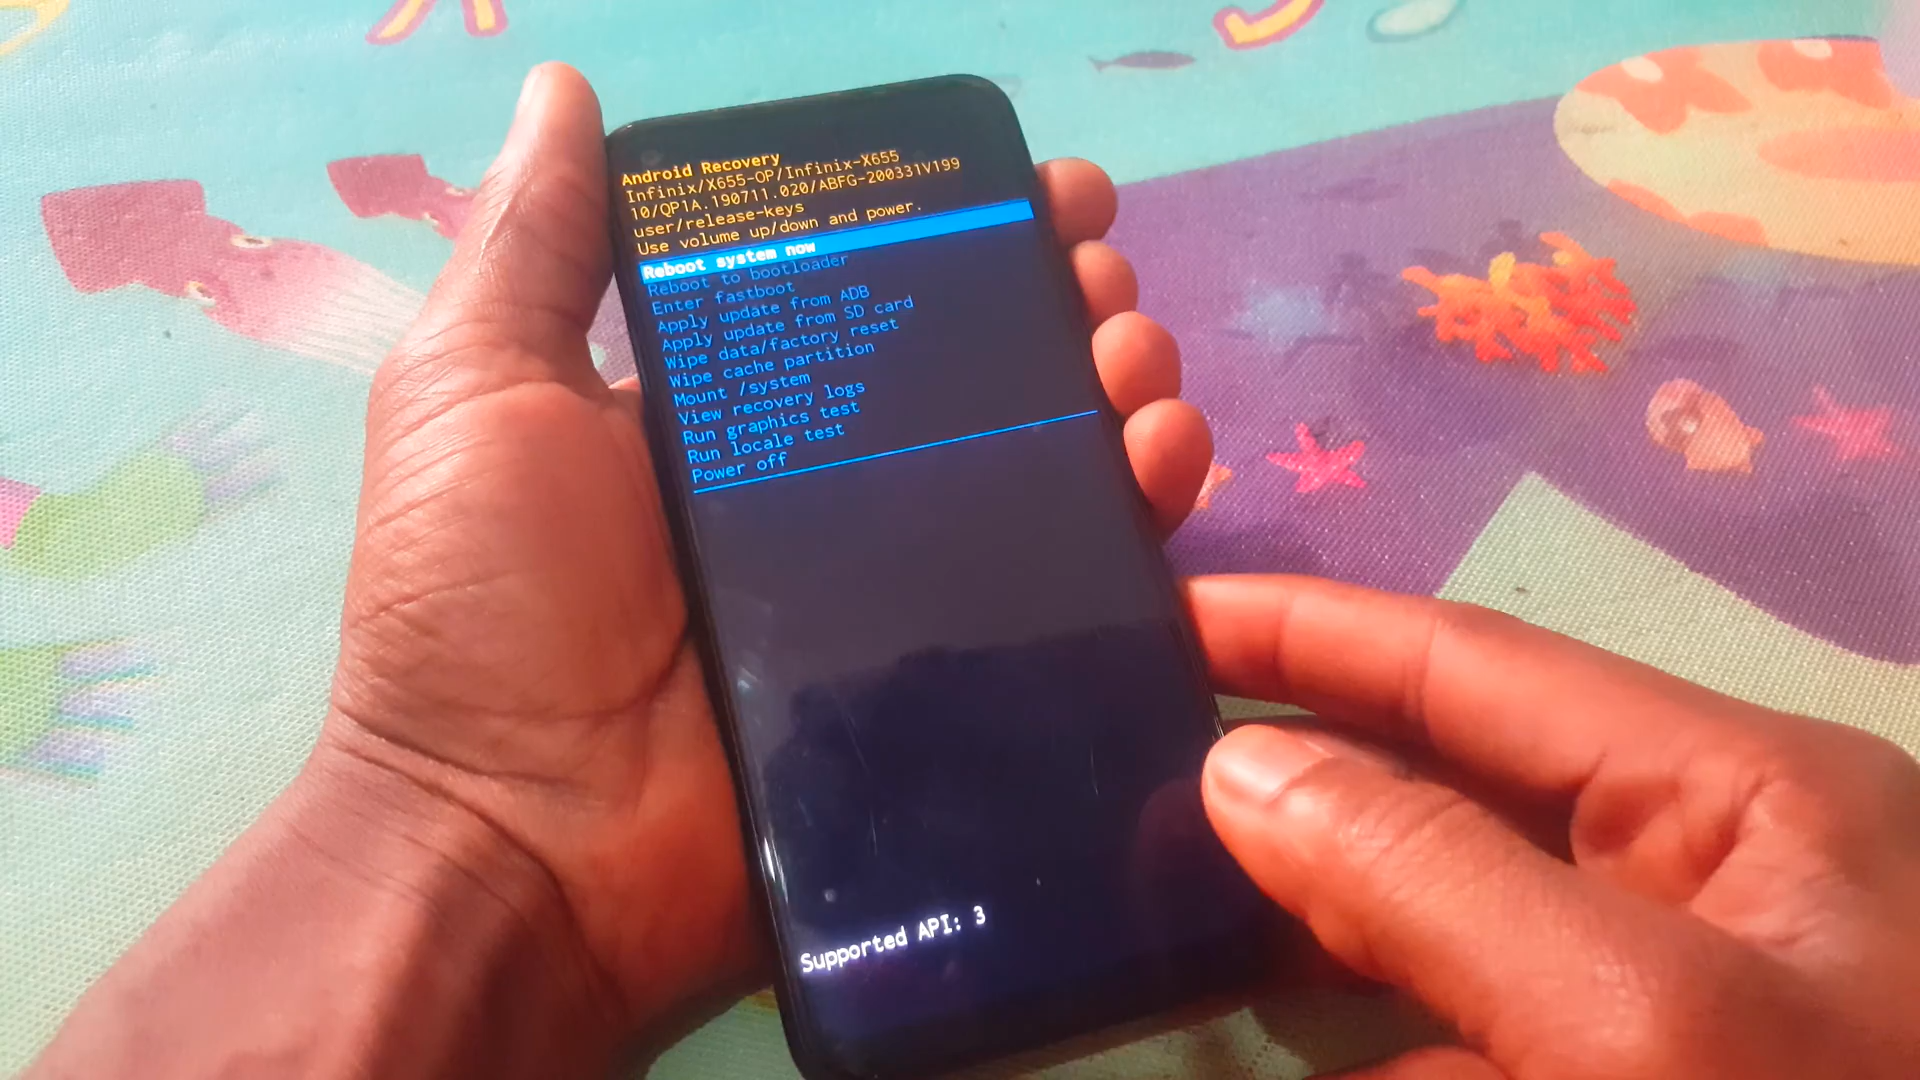 Android Recovery
Infinix/X655-OP/Infinix-X655
10/QP1A.190711.020/ABFG-200331V199
user/release-keys
Use volume up/down and power.
Reboot system now
Reboot to bootloader
Enter fastboot
Apply update from ADB
Apply update from SD card
Wipe data/factory reset
Wipe cache partition
Mount /system
View recovery logs
Run graphics test
Run locale test
Power off
Supported API: 3